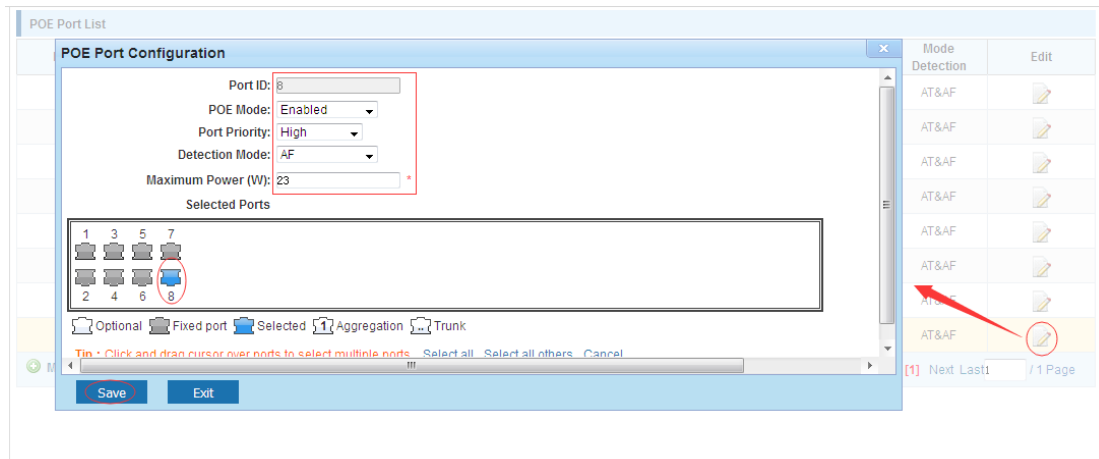 POE Port List
POE Port Configuration
Mode
Detection
Edit
Port ID: 8
AT&AF
POE Mode: Enabled
Port Priority: High
AT&AF
Detection Mode: AF
AT&AF
Maximum Power (W): 23 *
Selected Ports
AT&AF
1 3 5 7
AT&AF
AT&AF
2 4 6 8
Optional Fixed port Selected 1 Aggregation ... Trunk
AT&AF
Tip : Click and drag cursor over ports to select multiple ports Select all Select all others Cancel
[1] Next Last 1 / 1 Page
Save Exit